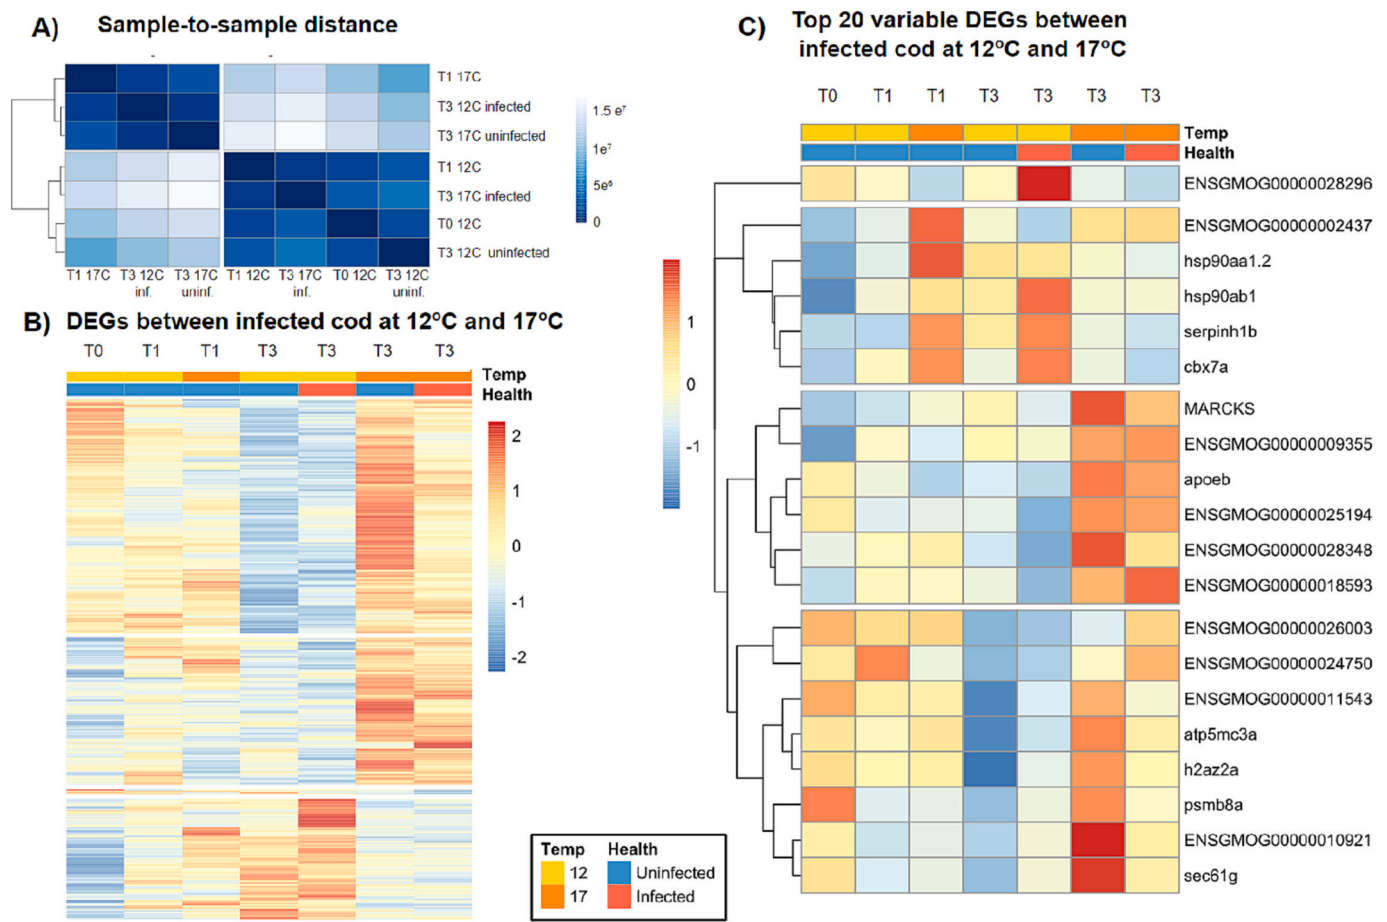 A)
Sample-to-sample distance
T1 17C
T3 12C infected
T3 17C uninfected
T1 12C
T3 17C infected
T0 12C
T3 12C uninfected
T1 17C T3 12C T3 17C T1 12C T3 17C T0 12C T3 12C
inf. uninf. inf. uninf.
1.5 e⁷
1e⁷
5e⁶
0
B) DEGs between infected cod at 12ºC and 17ºC
T0 T1 T1 T3 T3 T3 T3
Temp
Health
2
1
0
-1
-2
Temp Health
12 Uninfected
17 Infected
C)
Top 20 variable DEGs between
infected cod at 12ºC and 17ºC
T0 T1 T1 T3 T3 T3 T3
Temp
Health
1
0
-1
ENSGMOG00000028296
ENSGMOG00000002437
hsp90aa1.2
hsp90ab1
serpinh1b
cbx7a
MARCKS
ENSGMOG00000009355
apoeb
ENSGMOG00000025194
ENSGMOG00000028348
ENSGMOG00000018593
ENSGMOG00000026003
ENSGMOG00000024750
ENSGMOG00000011543
atp5mc3a
h2az2a
psmb8a
ENSGMOG00000010921
sec61g